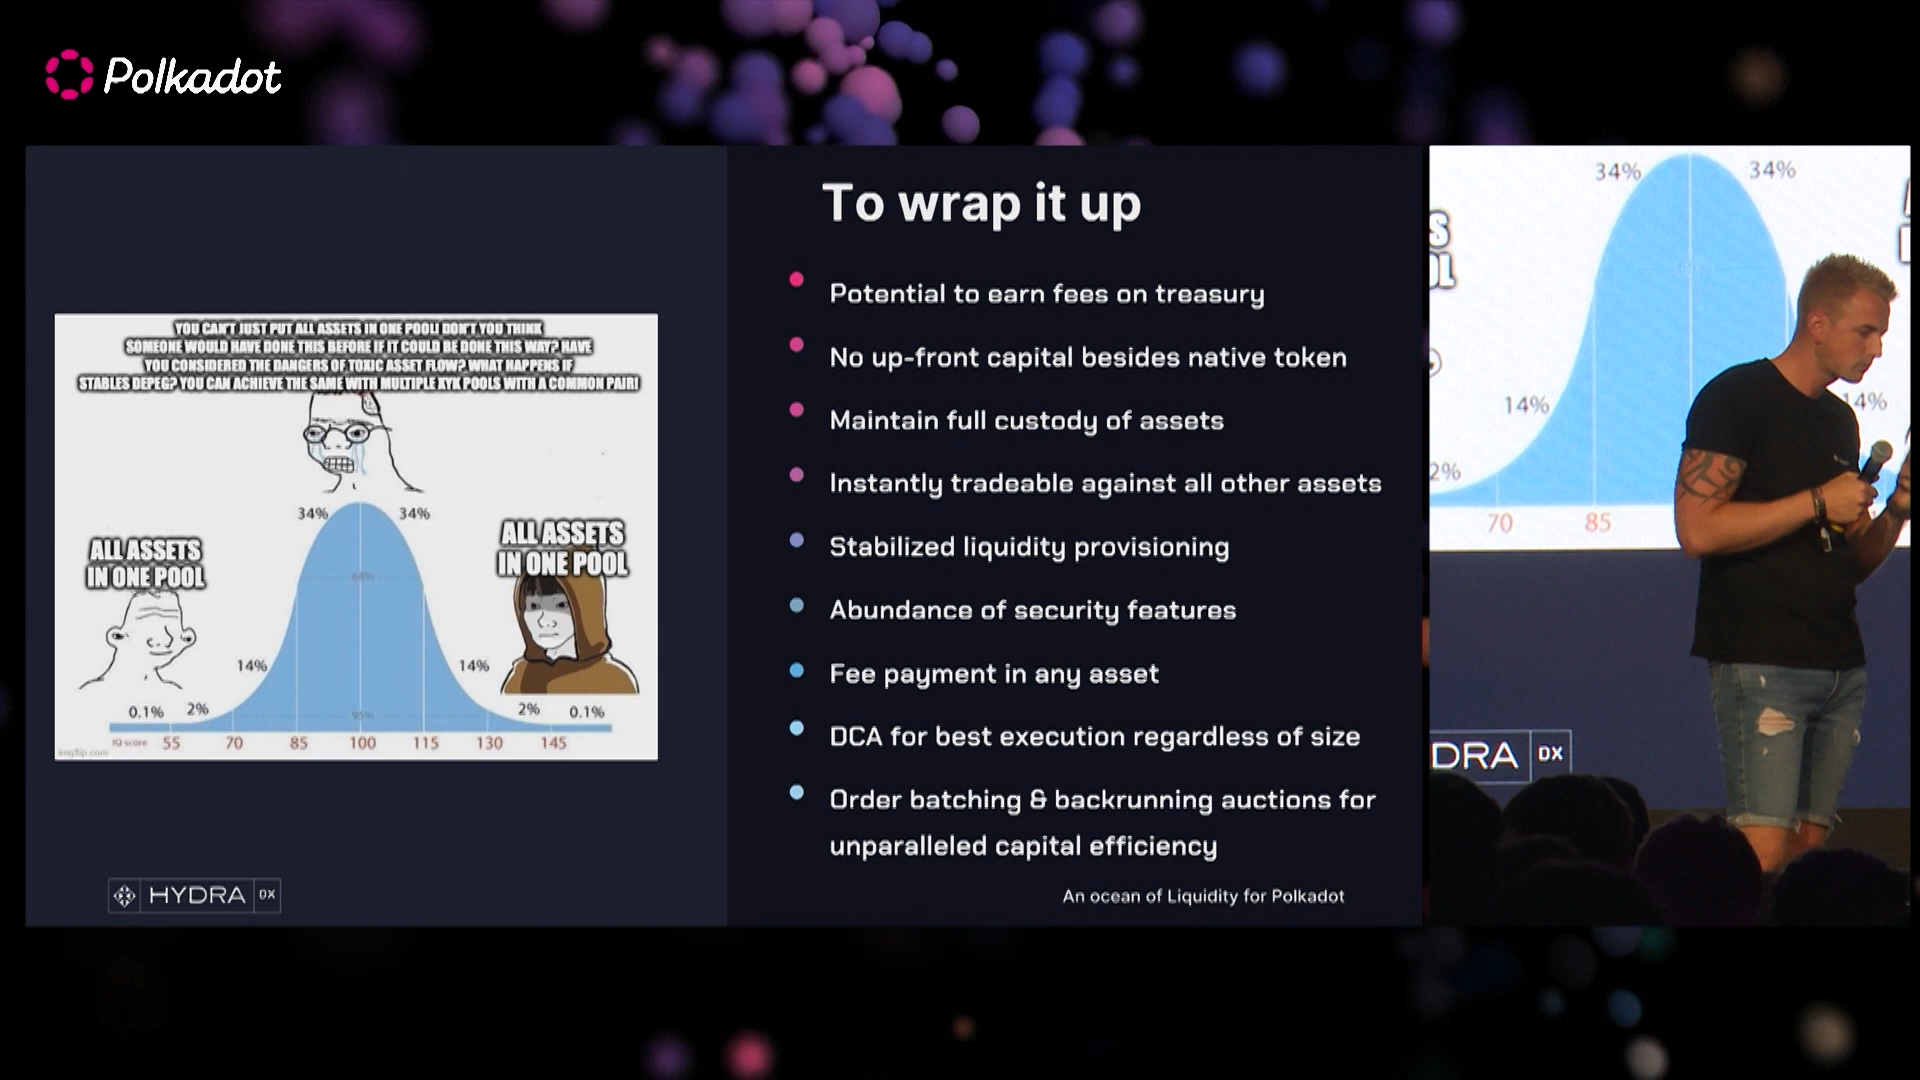 Polkadot
YOU CAN'T JUST PUT ALL ASSETS IN ONE POOL! DON'T YOU THINK
SOMEONE WOULD HAVE DONE THIS BEFORE IF IT COULD BE DONE THIS WAY? HAVE
YOU CONSIDERED THE DANGERS OF TOXIC ASSET FLOW? WHAT HAPPENS IF
STABLES DEPEG? YOU CAN ACHIEVE THE SAME WITH MULTIPLE XYK POOLS WITH A COMMON PAIR!
34% 34%
ALL ASSETS
IN ONE POOL
ALL ASSETS
IN ONE POOL
68%
14% 14%
0.1% 2% 2% 0.1%
95%
IQ score 55 70 85 100 115 130 145
imgflip.com
HYDRA DX
To wrap it up
Potential to earn fees on treasury
No up-front capital besides native token
Maintain full custody of assets
Instantly tradeable against all other assets
Stabilized liquidity provisioning
Abundance of security features
Fee payment in any asset
DCA for best execution regardless of size
Order batching & backrunning auctions for
unparalleled capital efficiency
An ocean of Liquidity for Polkadot
34% 34%
S
OL
14% 14%
2%
70 85
DRA DX